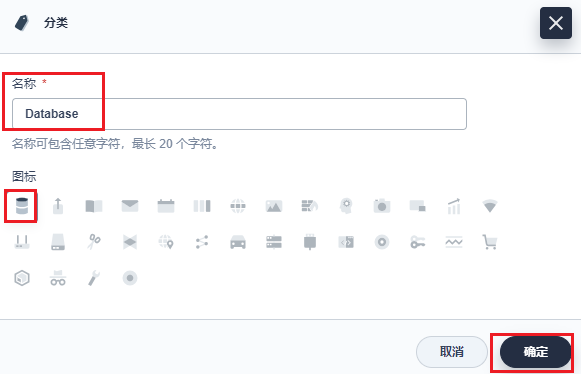 分类
名称 *
Database
名称可包含任意字符，最长 20 个字符。
图标
取消
确定